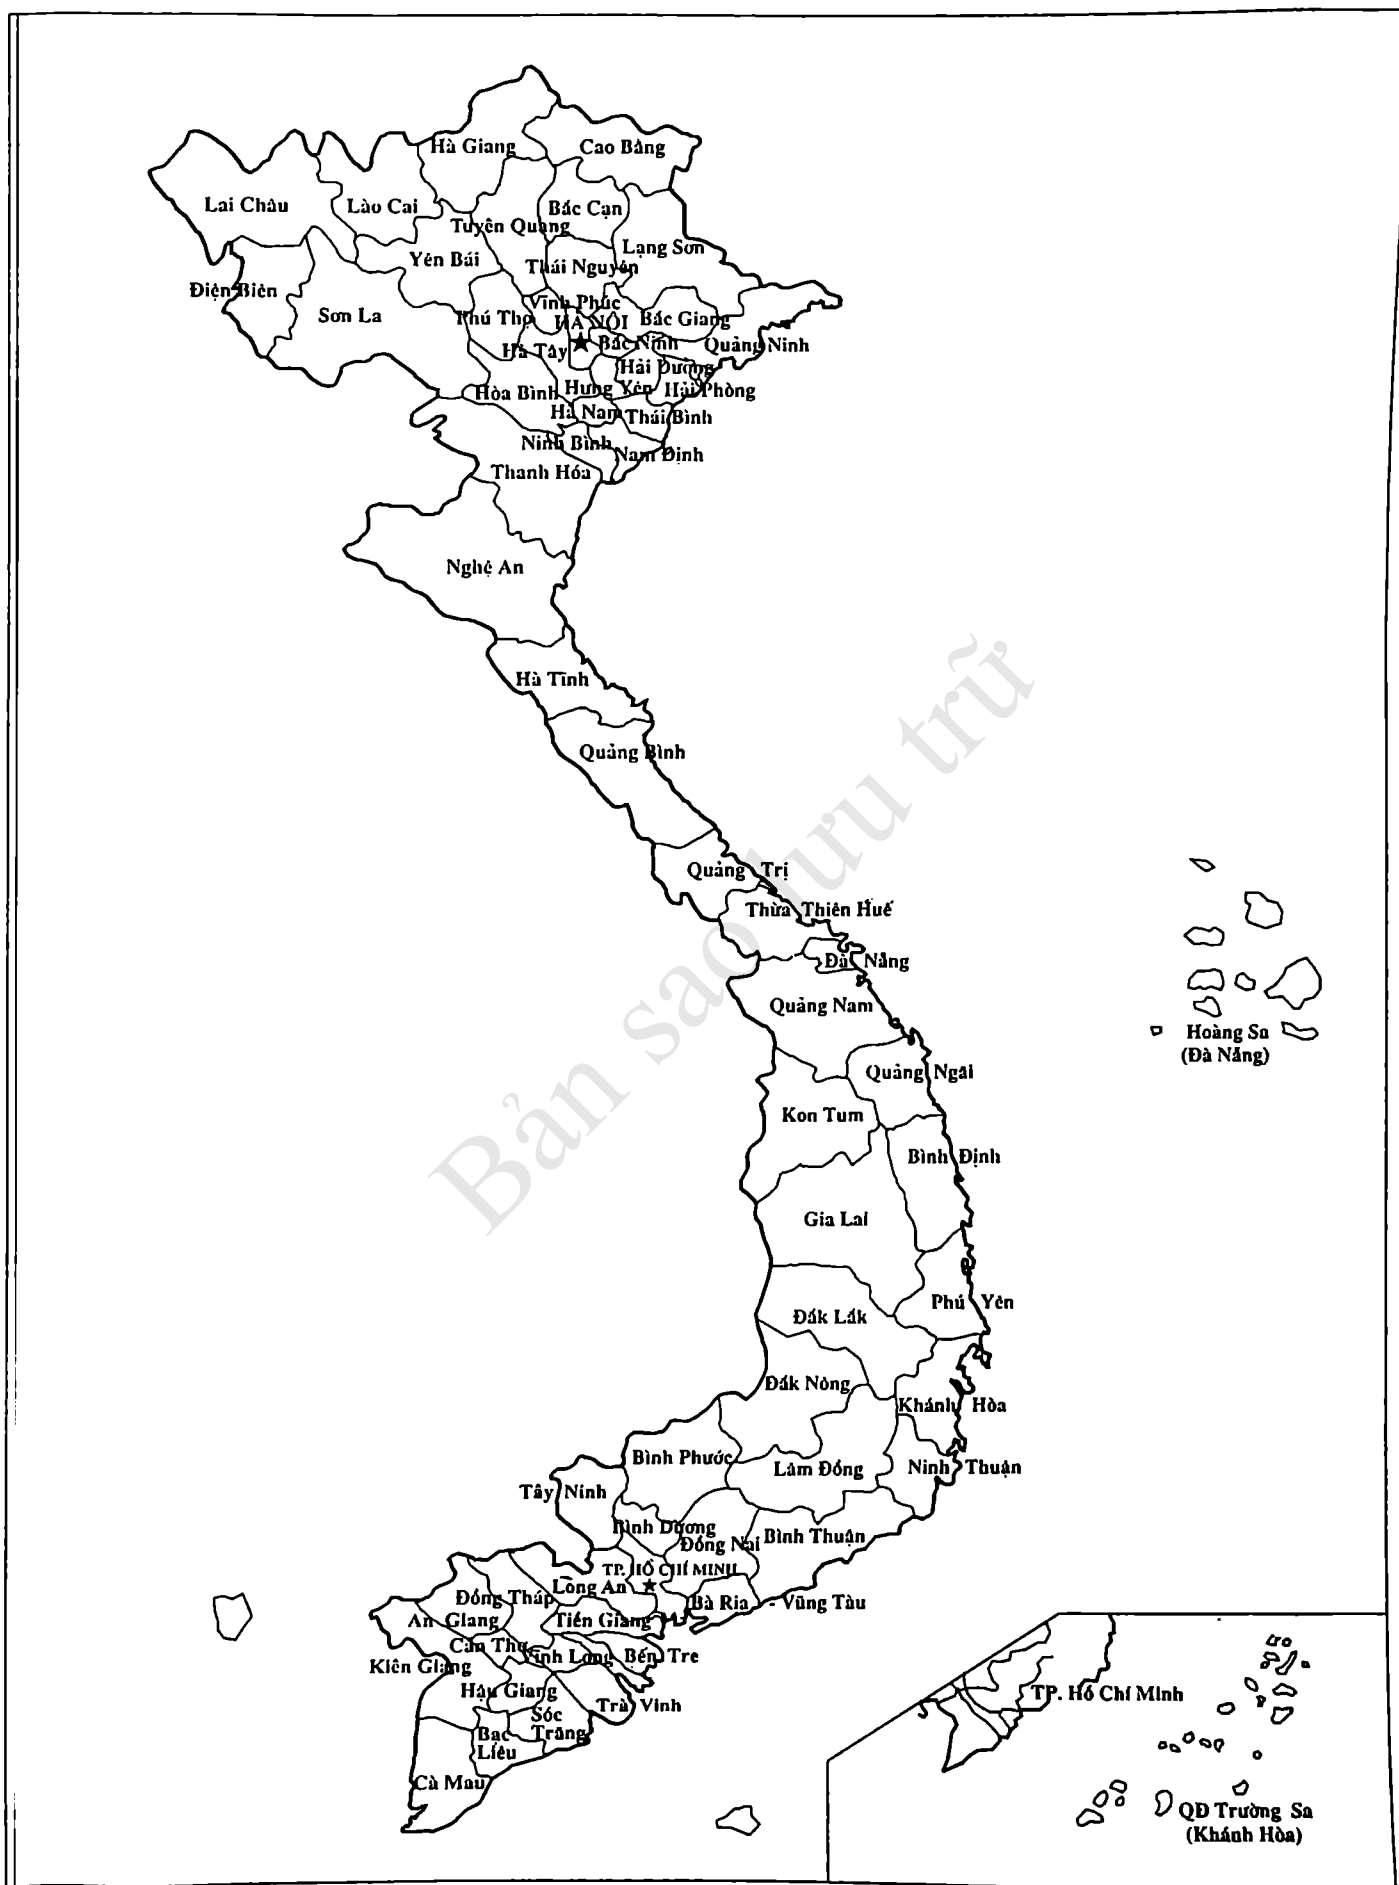 Hà Giang
Cao Bằng
Lai Châu
Lào Cai
Bắc Cạn
Tuyên Quang
Lạng Sơn
Yên Bái
Thái Nguyên
Điện Biên
Sơn La
Vĩnh Phúc
Phú Thọ
HÀ NỘI
Bắc Giang
Hà Tây
Bắc Ninh
Quảng Ninh
Hải Dương
Hòa Bình
Hưng Yên
Hải Phòng
Hà Nam
Thái Bình
Ninh Bình
Nam Định
Thanh Hóa
Nghệ An
Hà Tĩnh
Quảng Bình
Quảng Trị
Thừa Thiên Huế
Đà Nẵng
Quảng Nam
Hoàng Sa
(Đà Nẵng)
Quảng Ngãi
Kon Tum
Bình Định
Gia Lai
Phú Yên
Đắk Lắk
Đắk Nông
Khánh Hòa
Bình Phước
Lâm Đồng
Ninh Thuận
Tây Ninh
Bình Dương
Đồng Nai
Bình Thuận
TP. HỒ CHÍ MINH
Long An
Đồng Tháp
Bà Rịa - Vũng Tàu
An Giang
Tiền Giang
Cần Thơ
Vĩnh Long
Bến Tre
Kiên Giang
Hậu Giang
Trà Vinh
Sóc
Trăng
Bạc
Liêu
Cà Mau
TP. Hồ Chí Minh
QĐ Trường Sa
(Khánh Hòa)
Bản sao lưu trữ